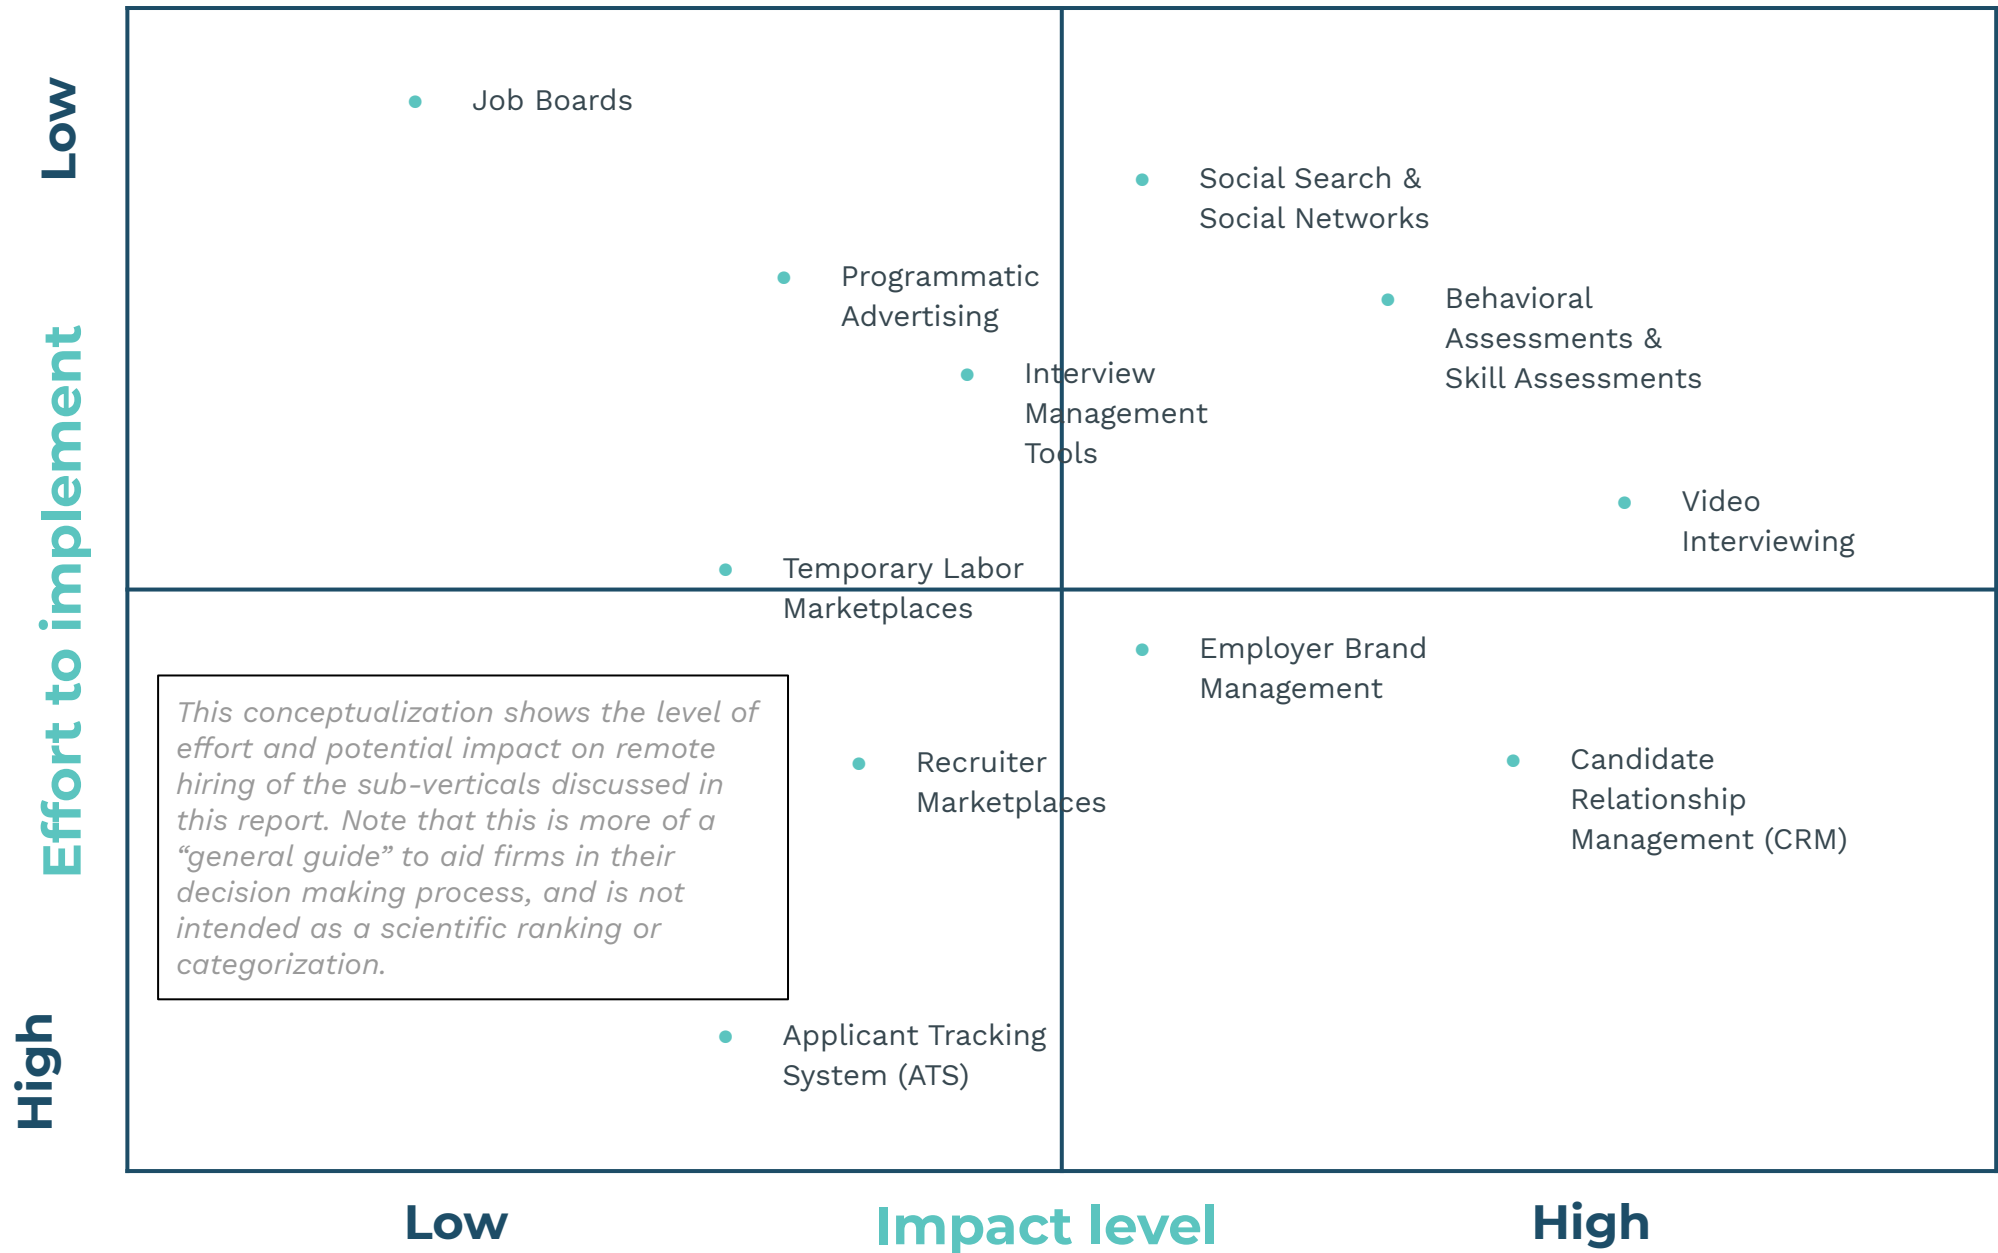 Low
Effort to implement
High
Job Boards
Social Search &
Social Networks
Programmatic
Advertising
Behavioral
Assessments &
Skill Assessments
Interview
Management
Tools
Video
Interviewing
Temporary Labor
Marketplaces
Employer Brand
Management
This conceptualization shows the level of
effort and potential impact on remote
hiring of the sub-verticals discussed in
this report. Note that this is more of a
“general guide” to aid firms in their
decision making process, and is not
intended as a scientific ranking or
categorization.
Recruiter
Marketplaces
Candidate
Relationship
Management (CRM)
Applicant Tracking
System (ATS)
Low
Impact level
High